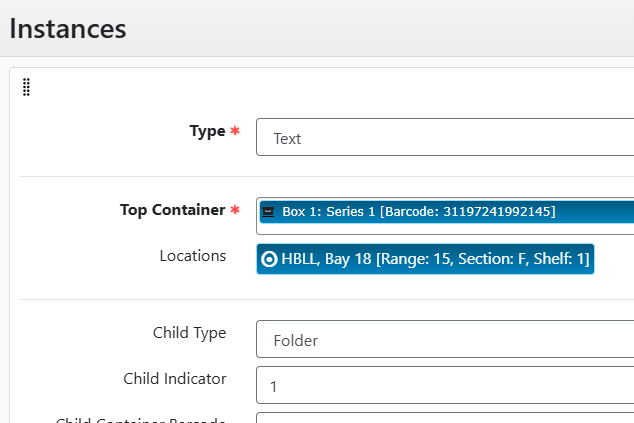 Instances
Type *
Text
Top Container *
Box 1: Series 1 [Barcode: 31197241992145]
Locations
HBLL, Bay 18 [Range: 15, Section: F, Shelf: 1]
Child Type
Folder
Child Indicator
1
Child Container Barcode